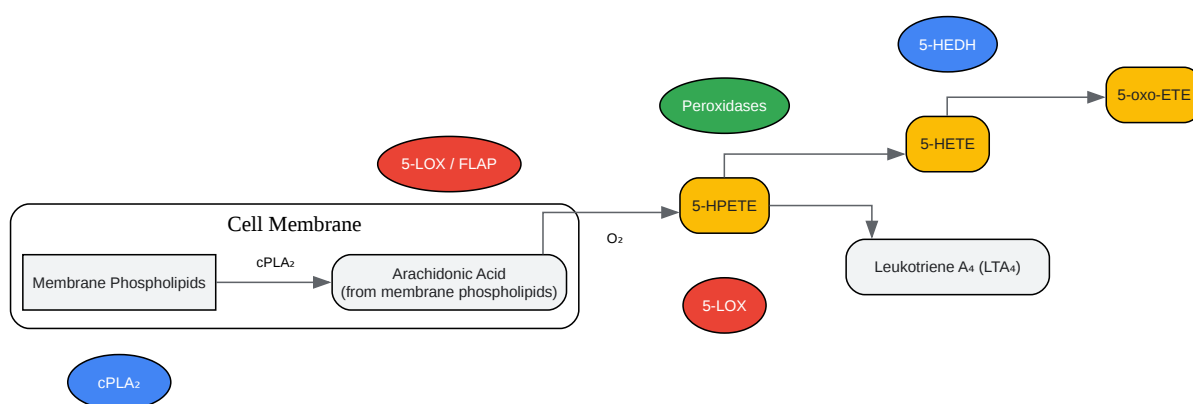 5-HEDH
5-oxo-ETE
Peroxidases
5-HETE
5-LOX / FLAP
5-HPETE
Cell Membrane
O₂
cPLA₂
Membrane Phospholipids
Arachidonic Acid
(from membrane phospholipids)
Leukotriene A₄ (LTA₄)
5-LOX
cPLA₂